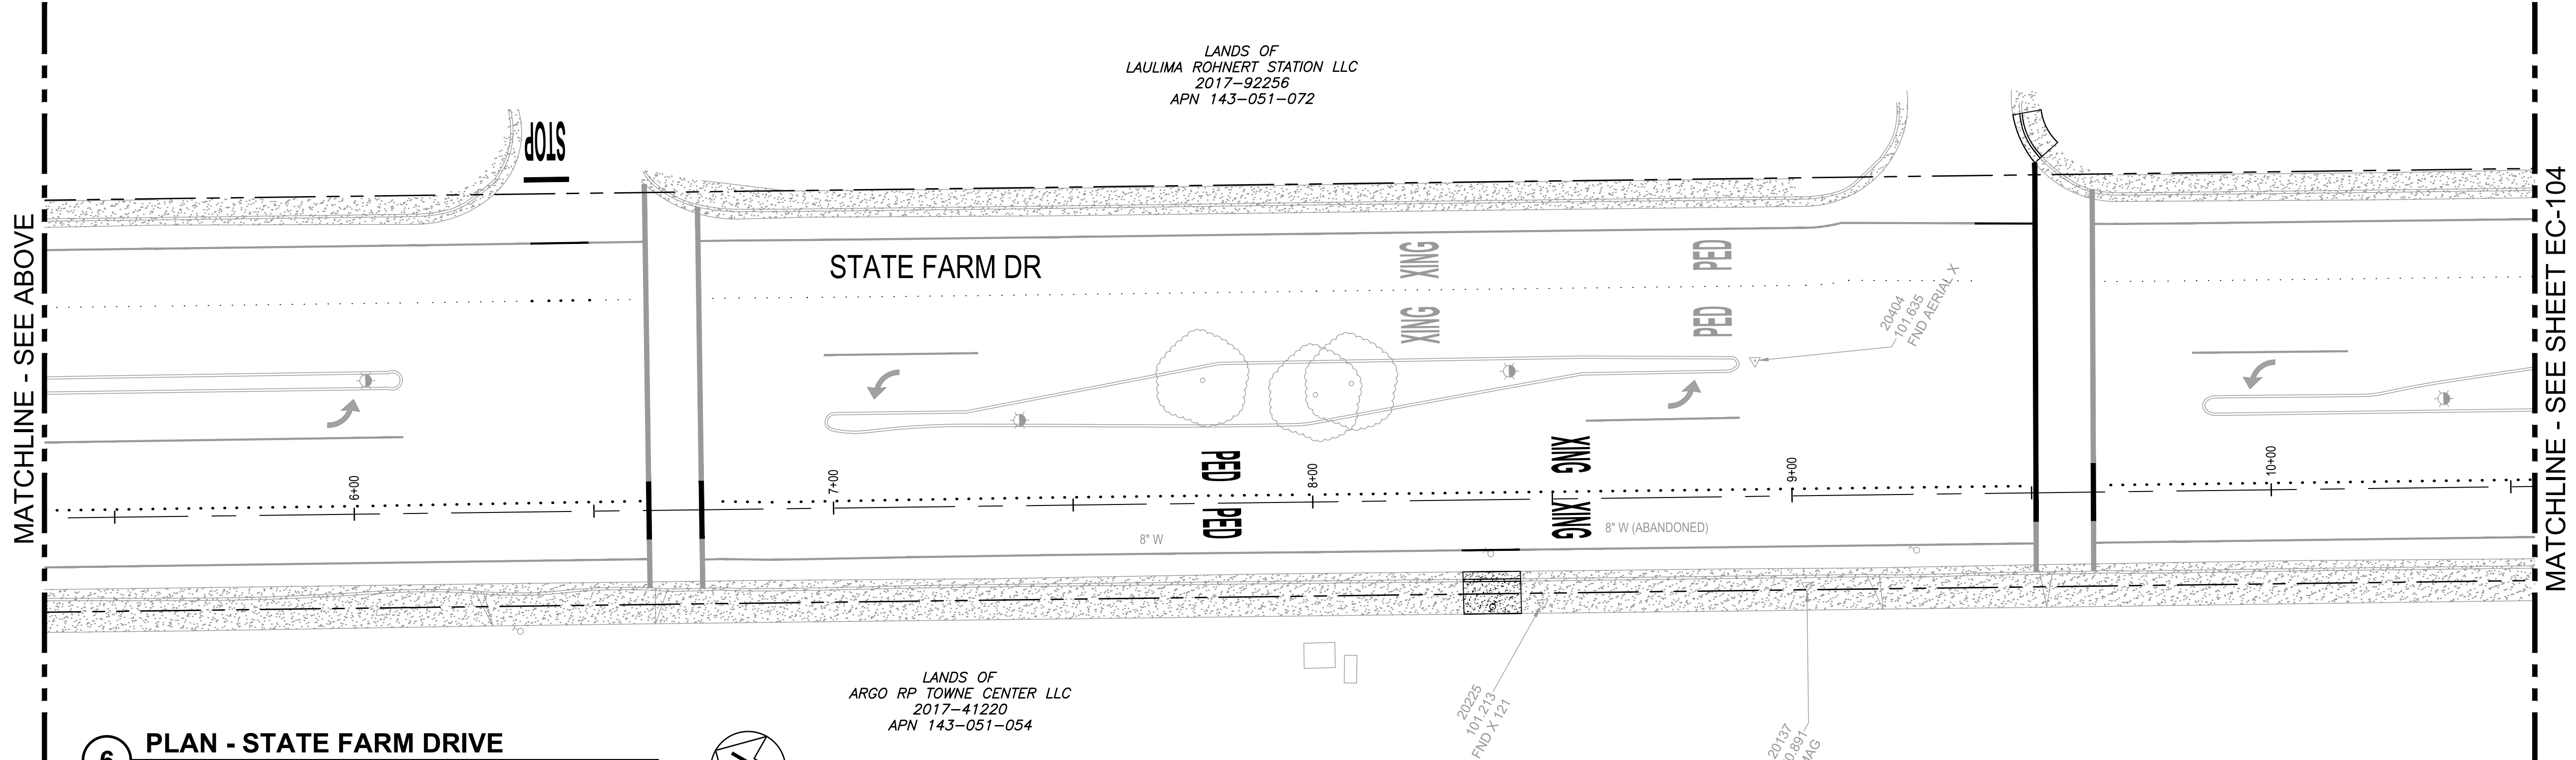 LANDS OF
LAULIMA ROHNERT STATION LLC
2017-92256
APN 143-051-072
STOP
MATCHLINE - SEE ABOVE
MATCHLINE - SEE SHEET EC-104
STATE FARM DR
XING
PED
XING
PED
20404
101.635
FND AERIAL X
PED
XING
6+00
7+00
8+00
9+00
10+00
PED
XING
8" W
8" W (ABANDONED)
LANDS OF
ARGO RP TOWNE CENTER LLC
2017-41220
APN 143-051-054
20225
101.213
FND X 121
20137
PLAN - STATE FARM DRIVE